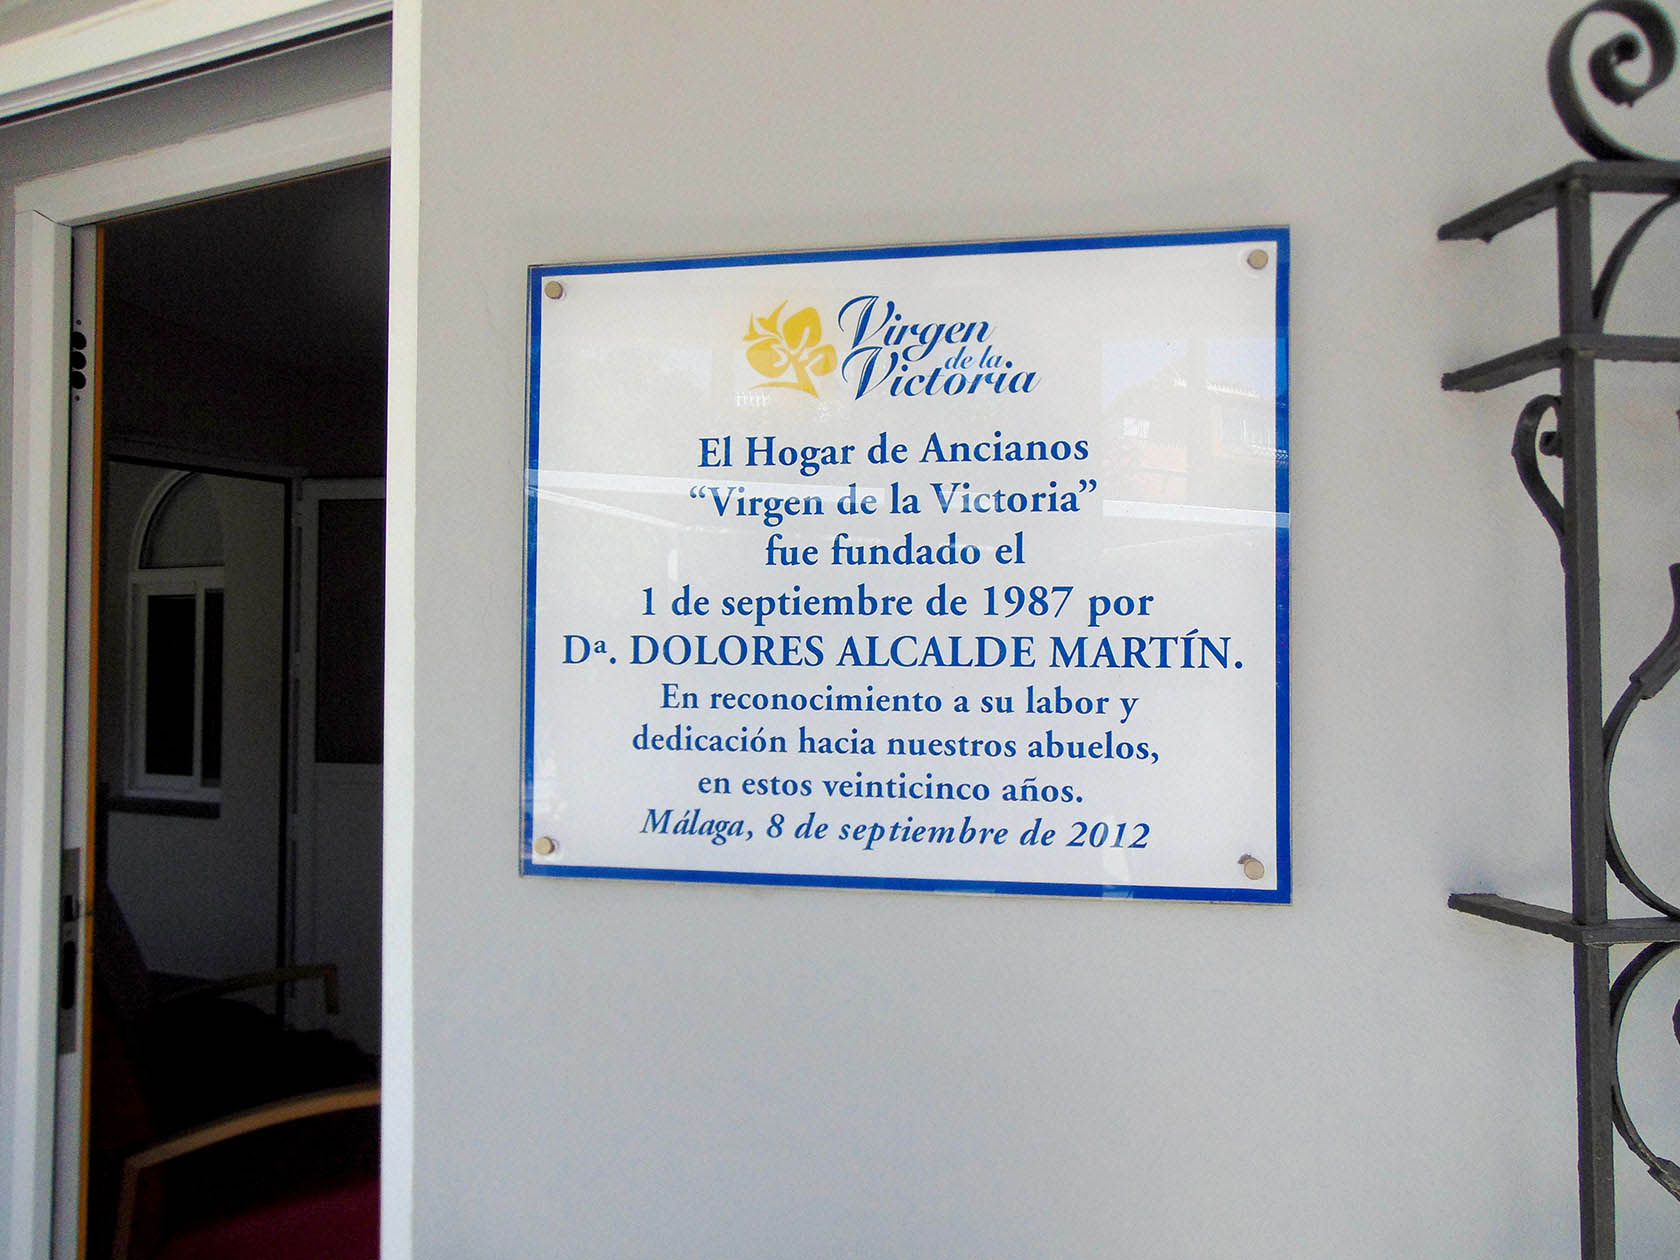 Virgen
de la
Victoria
El Hogar de Ancianos
“Virgen de la Victoria”
fue fundado el
1 de septiembre de 1987 por
Dª. DOLORES ALCALDE MARTÍN.
En reconocimiento a su labor y
dedicación hacia nuestros abuelos,
en estos veinticinco años.
Málaga, 8 de septiembre de 2012